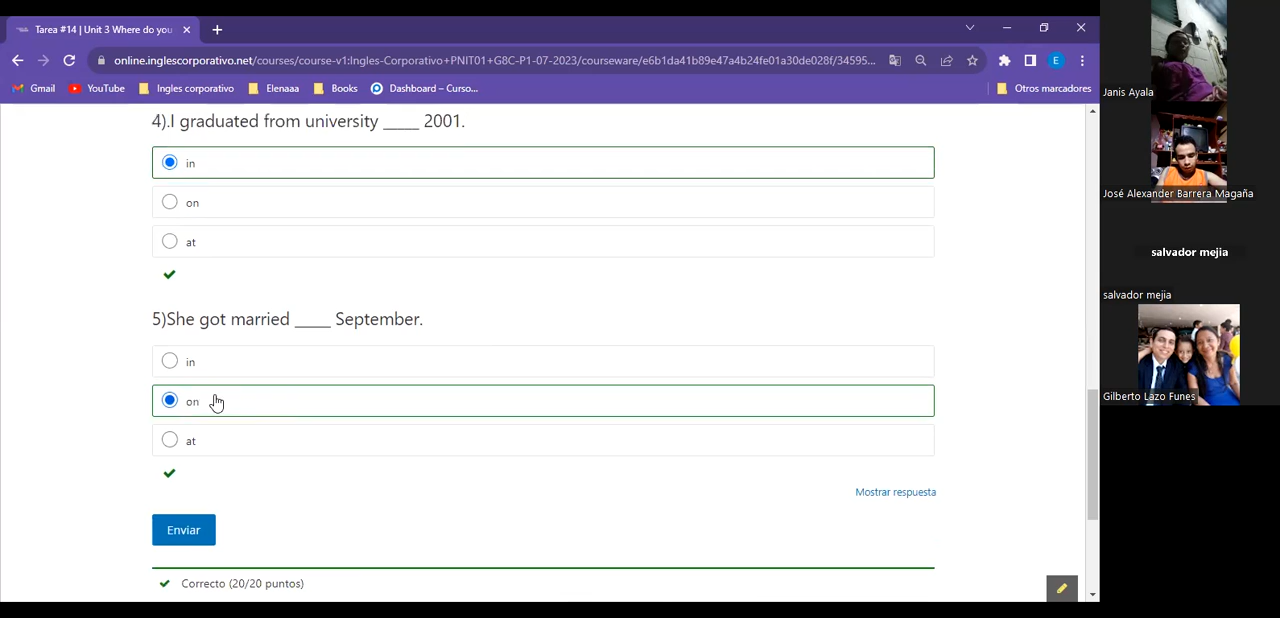 Tarea #14 | Unit 3 Where do you
online.inglescorporativo.net/courses/course-v1:Ingles-Corporativo+PNIT01+G8C-P1-07-2023/courseware/e6b1da41b89e47a4b24fe01a30de028f/34595...
E
Gmail YouTube Ingles corporativo Elenaaa Books Dashboard – Curso... Otros marcadores
4).I graduated from university _____ 2001.
in
on
at
5)She got married _____ September.
in
on
at
Mostrar respuesta
Enviar
Correcto (20/20 puntos)
Janis Ayala
José Alexander Barrera Magaña
salvador mejia
salvador mejia
Gilberto Lazo Funes